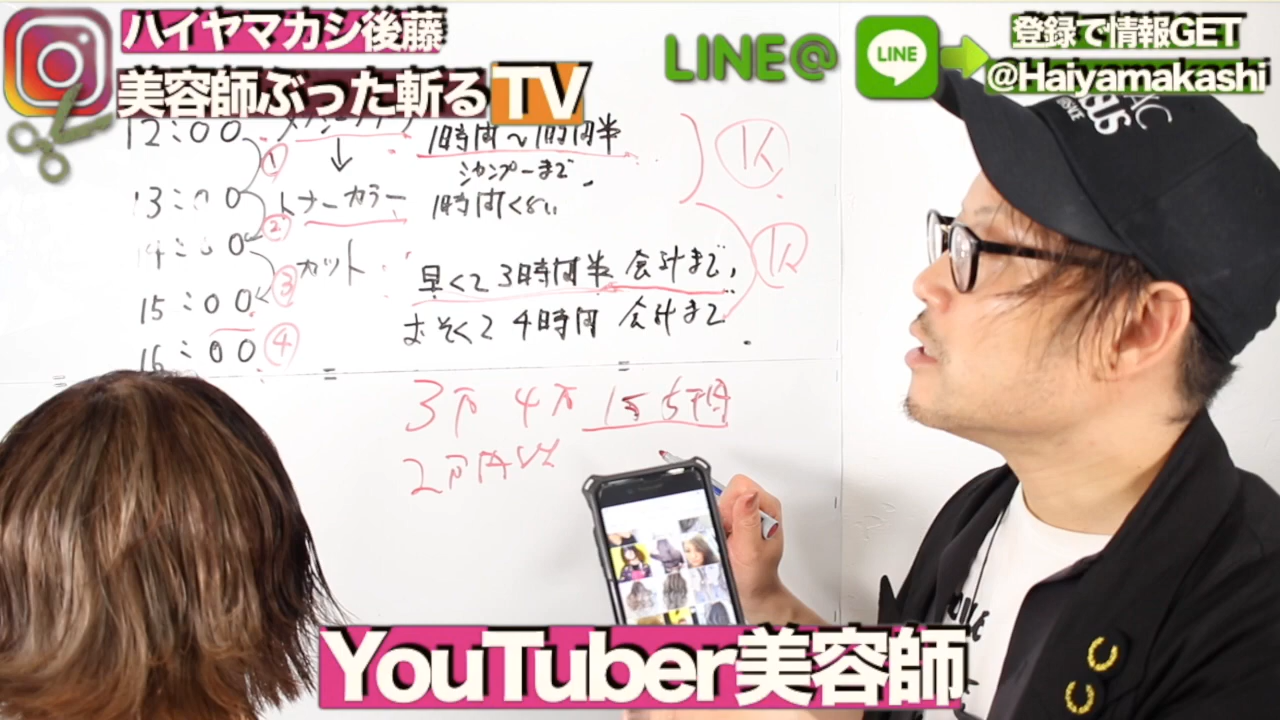 ハイヤマカシ後藤
美容師ぶった斬るTV
LINE@
LINE
登録で情報GET
@Haiyamakashi
12:00
① ↓
1時間〜1時間半
シャンプーまで
1K
13:00
② トナーカラー 1時間くらい
14:00
③ カット
早くて3時間半 会計まで
1K
15:00
おそくて4時間 会計まで
16:00 ④
3万 4万 1万5千円
2万円以
YouTuber美容師